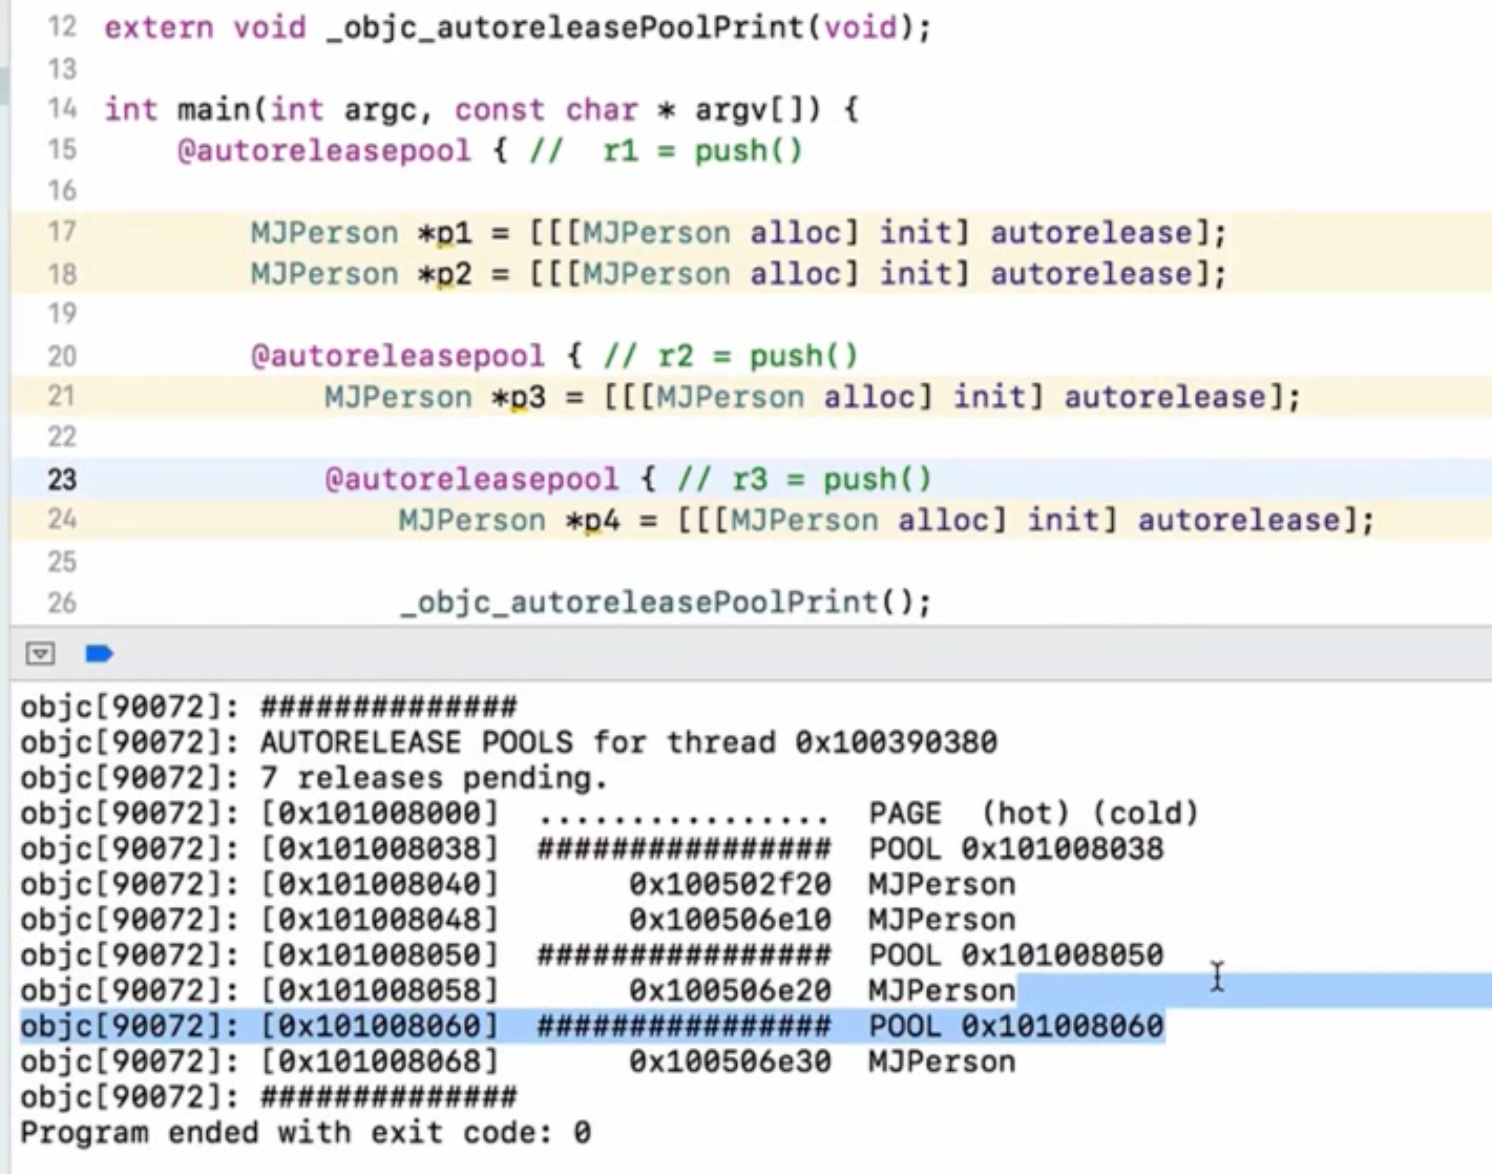 12 extern void _objc_autoreleasePoolPrint(void);
13
14 int main(int argc, const char * argv[]) {
15 @autoreleasepool { //  r1 = push()
16
17 MJPerson *p1 = [[[MJPerson alloc] init] autorelease];
18 MJPerson *p2 = [[[MJPerson alloc] init] autorelease];
19
20 @autoreleasepool { // r2 = push()
21 MJPerson *p3 = [[[MJPerson alloc] init] autorelease];
22
23 @autoreleasepool { // r3 = push()
24 MJPerson *p4 = [[[MJPerson alloc] init] autorelease];
25
26 _objc_autoreleasePoolPrint();
objc[90072]: ##############
objc[90072]: AUTORELEASE POOLS for thread 0x100390380
objc[90072]: 7 releases pending.
objc[90072]: [0x101008000]  ................  PAGE  (hot) (cold)
objc[90072]: [0x101008038]  ################  POOL 0x101008038
objc[90072]: [0x101008040]       0x100502f20  MJPerson
objc[90072]: [0x101008048]       0x100506e10  MJPerson
objc[90072]: [0x101008050]  ################  POOL 0x101008050
objc[90072]: [0x101008058]       0x100506e20  MJPerson
objc[90072]: [0x101008060]  ################  POOL 0x101008060
objc[90072]: [0x101008068]       0x100506e30  MJPerson
objc[90072]: ##############
Program ended with exit code: 0